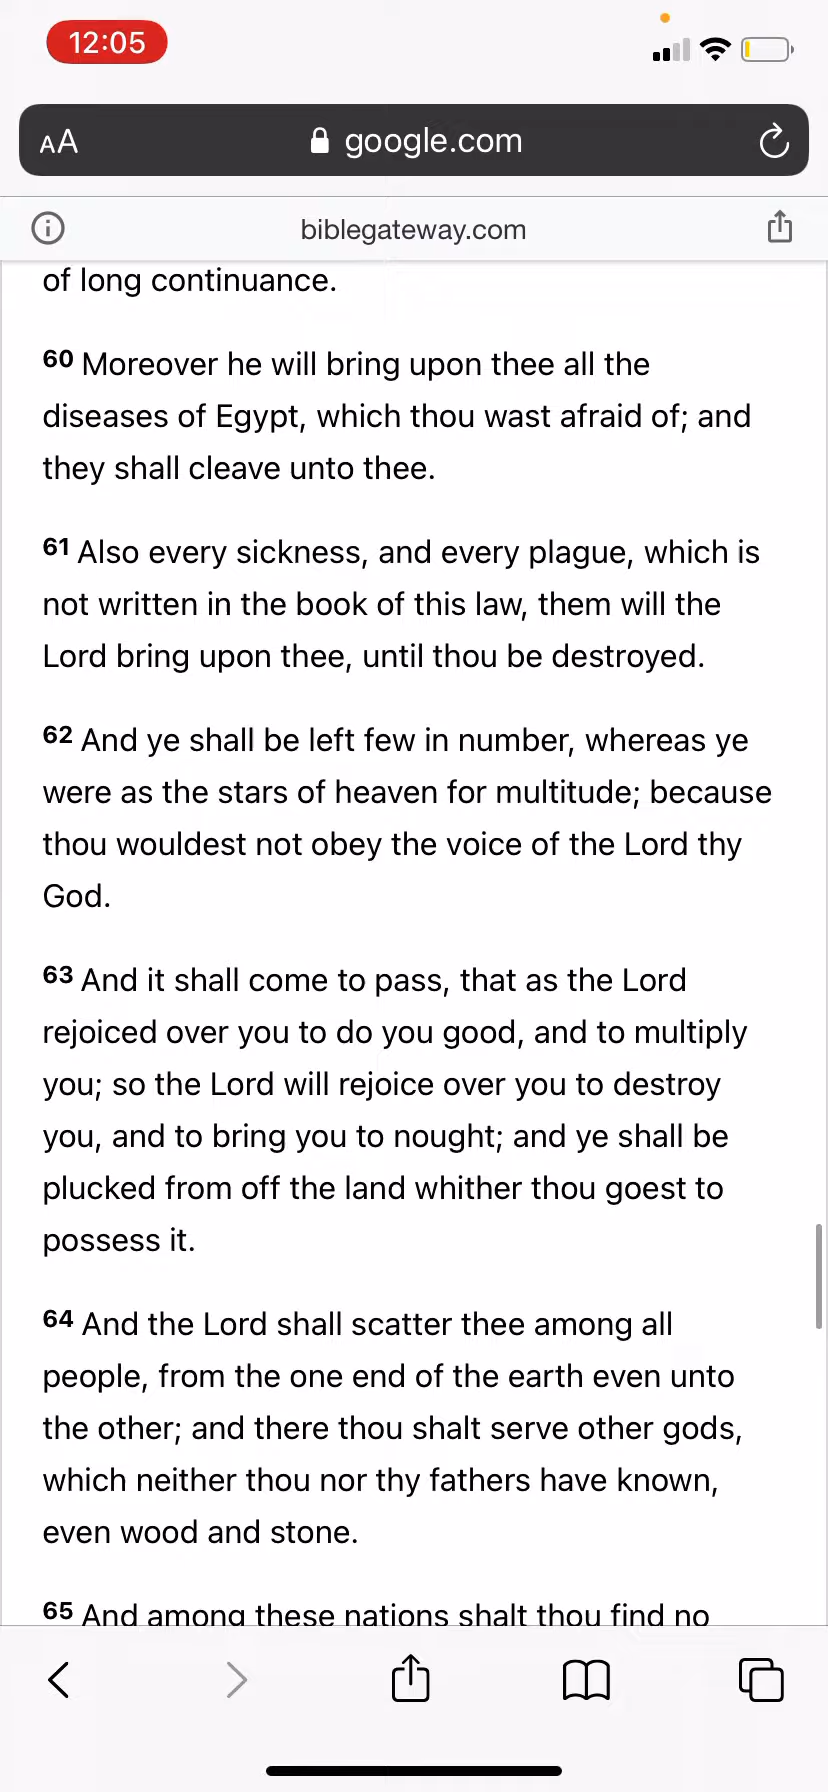 12:05
AA google.com
biblegateway.com
of long continuance.
60 Moreover he will bring upon thee all the
diseases of Egypt, which thou wast afraid of; and
they shall cleave unto thee.
61 Also every sickness, and every plague, which is
not written in the book of this law, them will the
Lord bring upon thee, until thou be destroyed.
62 And ye shall be left few in number, whereas ye
were as the stars of heaven for multitude; because
thou wouldest not obey the voice of the Lord thy
God.
63 And it shall come to pass, that as the Lord
rejoiced over you to do you good, and to multiply
you; so the Lord will rejoice over you to destroy
you, and to bring you to nought; and ye shall be
plucked from off the land whither thou goest to
possess it.
64 And the Lord shall scatter thee among all
people, from the one end of the earth even unto
the other; and there thou shalt serve other gods,
which neither thou nor thy fathers have known,
even wood and stone.
65 And among these nations shalt thou find no